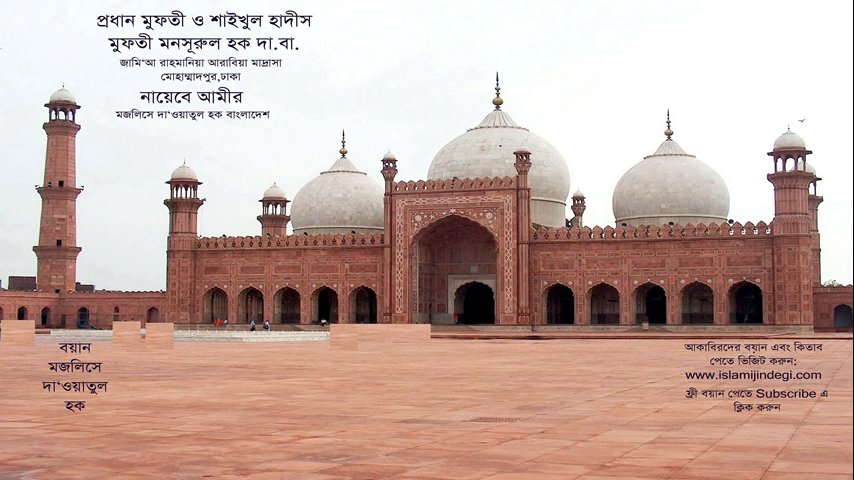 প্রধান মুফতী ও শাইখুল হাদীস
মুফতী মনসূরুল হক দা.বা.
জামি‘আ রাহমানিয়া আরাবিয়া মাদ্রাসা
মোহাম্মাদপুর,ঢাকা
নায়েবে আমীর
মজলিসে দা‘ওয়াতুল হক বাংলাদেশ
বয়ান
মজলিসে
দা‘ওয়াতুল
হক
আকাবিরদের বয়ান এবং কিতাব
পেতে ভিজিট করুন:
www.islamijindegi.com
ফ্রী বয়ান পেতে Subscribe এ
ক্লিক করুন